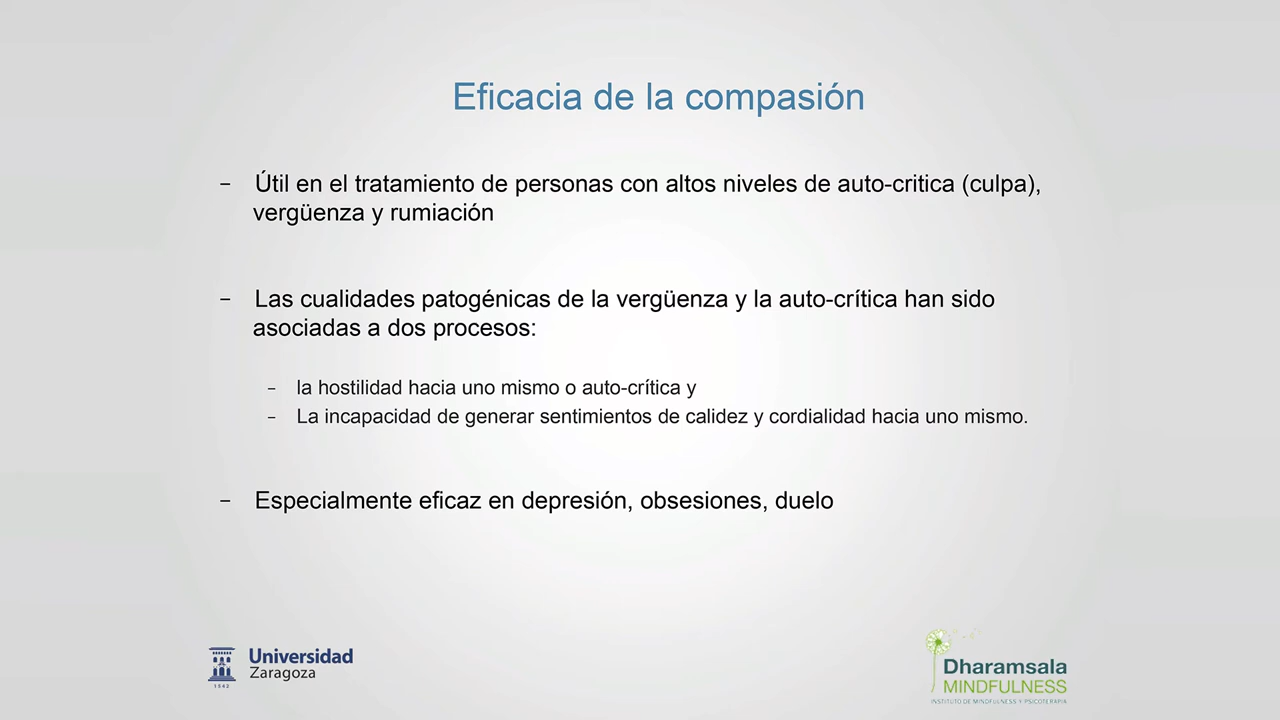 Eficacia de la compasión
– Útil en el tratamiento de personas con altos niveles de auto-critica (culpa),
vergüenza y rumiación
– Las cualidades patogénicas de la vergüenza y la auto-crítica han sido
asociadas a dos procesos:
– la hostilidad hacia uno mismo o auto-crítica y
– La incapacidad de generar sentimientos de calidez y cordialidad hacia uno mismo.
– Especialmente eficaz en depresión, obsesiones, duelo
Universidad
Zaragoza
1542
Dharamsala
MINDFULNESS
INSTITUTO DE MINDFULNESS Y PSICOTERAPIA